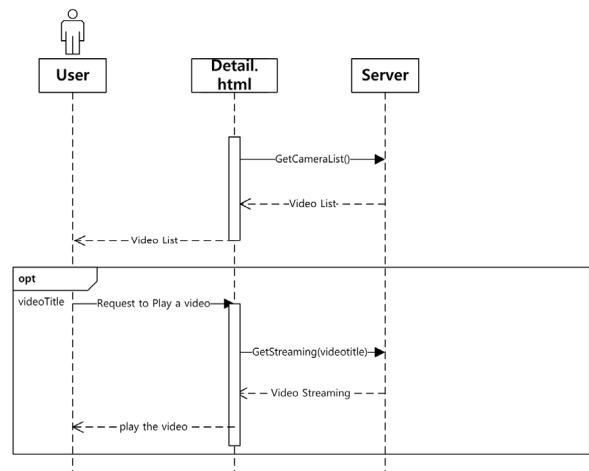 User
Detail.
html
Server
GetCameraList()
Video List
Video List
opt
videoTitle
Request to Play a video
GetStreaming(videotitle)
Video Streaming
play the video